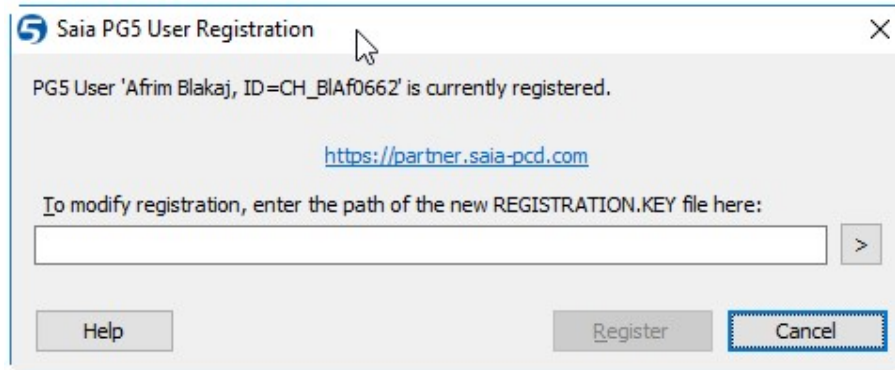 Saia PG5 User Registration
PG5 User 'Afrim Blakaj, ID=CH_BlAf0662' is currently registered.
https://partner.saia-pcd.com
To modify registration, enter the path of the new REGISTRATION.KEY file here:
>
Help
Register
Cancel